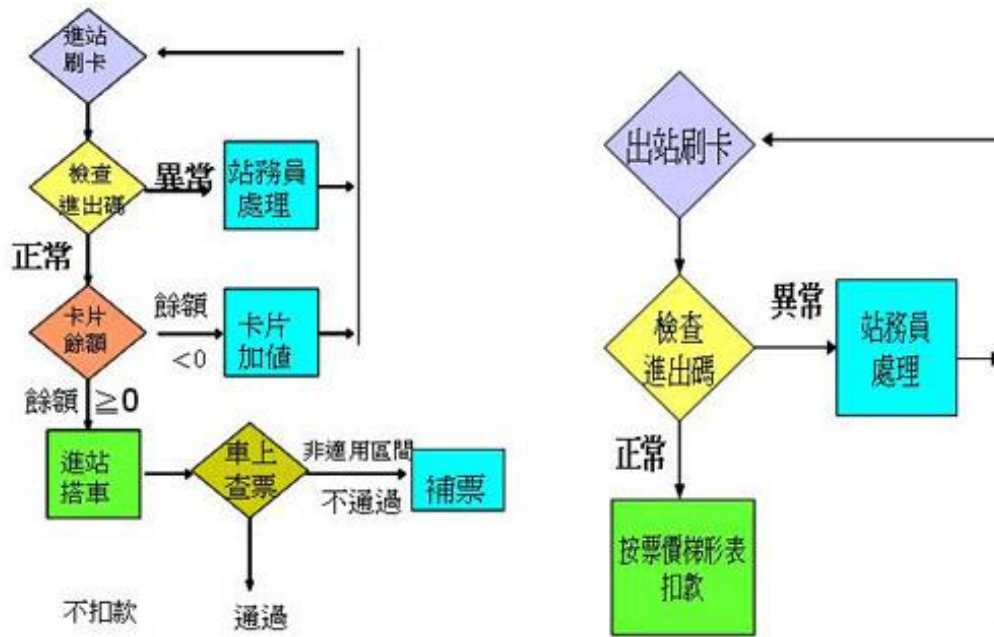 進站
刷卡
檢查
進出碼
異常
站務員
處理
正常
卡片
餘額
餘額
<0
卡片
加值
餘額 ≧0
進站
搭車
車上
查票
非適用區間
不通過
補票
不扣款
通過
出站刷卡
檢查
進出碼
異常
站務員
處理
正常
按票價梯形表
扣款